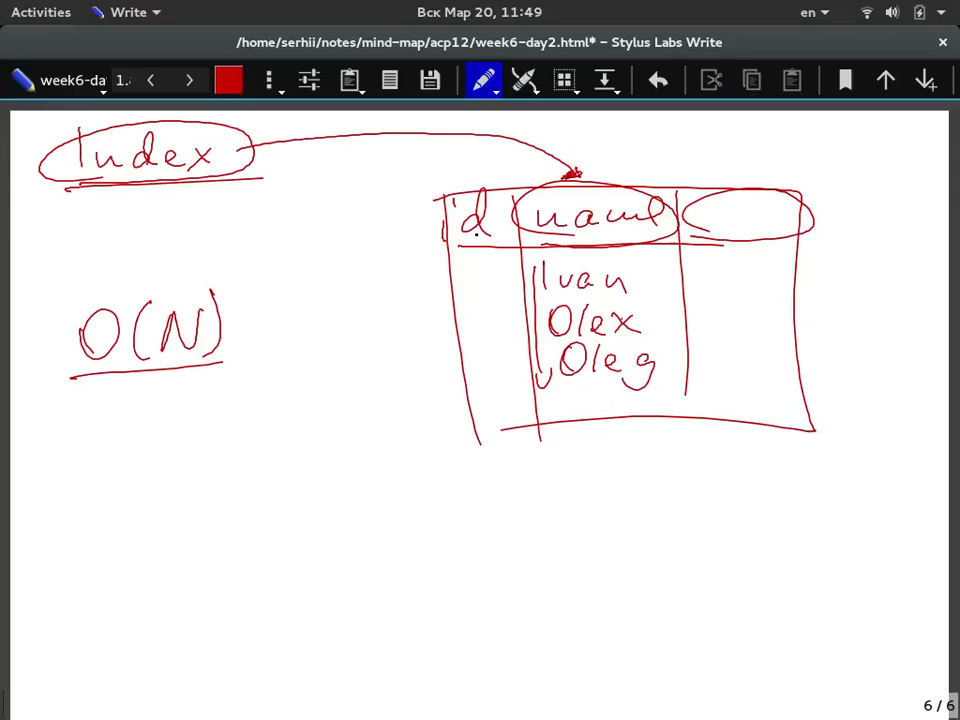 Activities Write Вск Мар 20, 11:49 en
/home/serhii/notes/mind-map/acp12/week6-day2.html* – Stylus Labs Write
week6-da 1.
Index
id name
Ivan
Olex
Oleg
O(N)
6 / 6